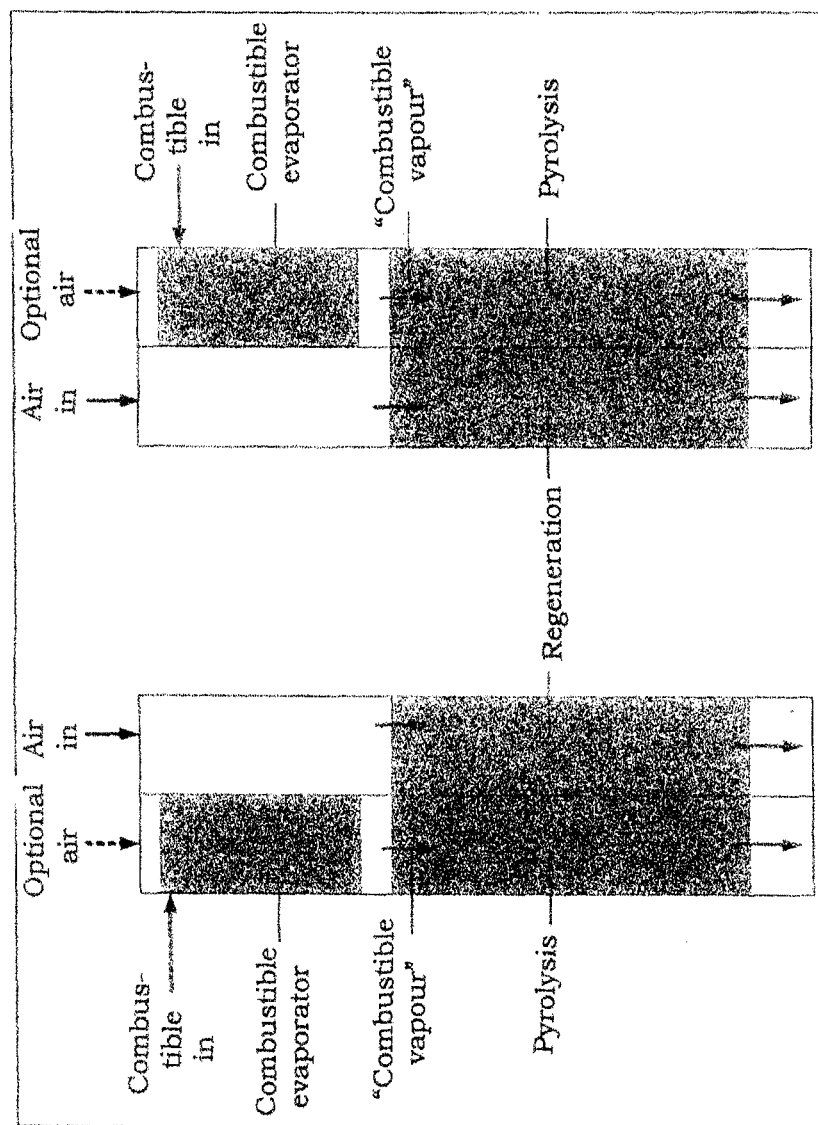 Optional
air
Air
in
Air
in
Optional
air
Combus-
tible
in
Combus-
tible
in
Combustible
evaporator
Combustible
evaporator
“Combustible
vapour”
“Combustible
vapour”
Pyrolysis
Regeneration
Pyrolysis